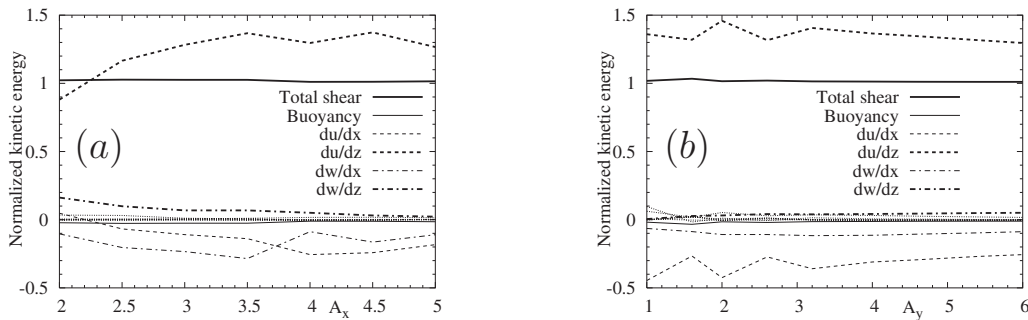 1.5
1
0.5
0
-0.5
Normalized kinetic energy
(a)
Total shear
Buoyancy
du/dx
du/dz
dw/dx
dw/dz
2 2.5 3 3.5 4 4.5 5
A_x
1.5
1
0.5
0
-0.5
Normalized kinetic energy
(b)
Total shear
Buoyancy
du/dx
du/dz
dw/dx
dw/dz
1 2 3 4 5 6
A_y